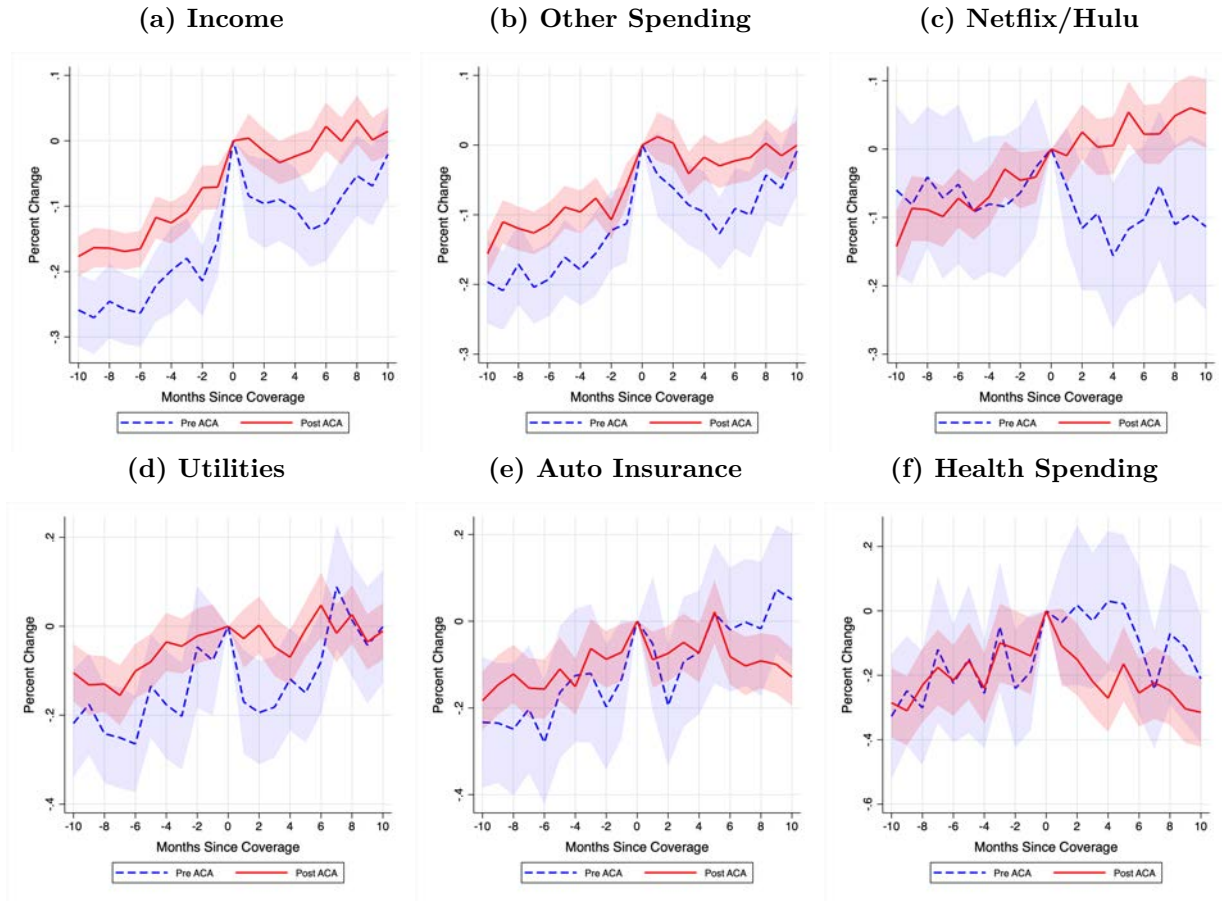 (a) Income
(b) Other Spending
(c) Netflix/Hulu
Percent Change
.1
0
-.1
-.2
-.3
-10 -8 -6 -4 -2 0 2 4 6 8 10
Months Since Coverage
Pre ACA Post ACA
Percent Change
.1
0
-.1
-.2
-.3
-10 -8 -6 -4 -2 0 2 4 6 8 10
Months Since Coverage
Pre ACA Post ACA
Percent Change
.1
0
-.1
-.2
-.3
-10 -8 -6 -4 -2 0 2 4 6 8 10
Months Since Coverage
Pre ACA Post ACA
(d) Utilities
(e) Auto Insurance
(f) Health Spending
Percent Change
.2
0
-.2
-.4
-10 -8 -6 -4 -2 0 2 4 6 8 10
Months Since Coverage
Pre ACA Post ACA
Percent Change
.2
0
-.2
-.4
-10 -8 -6 -4 -2 0 2 4 6 8 10
Months Since Coverage
Pre ACA Post ACA
Percent Change
.2
0
-.2
-.4
-.6
-10 -8 -6 -4 -2 0 2 4 6 8 10
Months Since Coverage
Pre ACA Post ACA